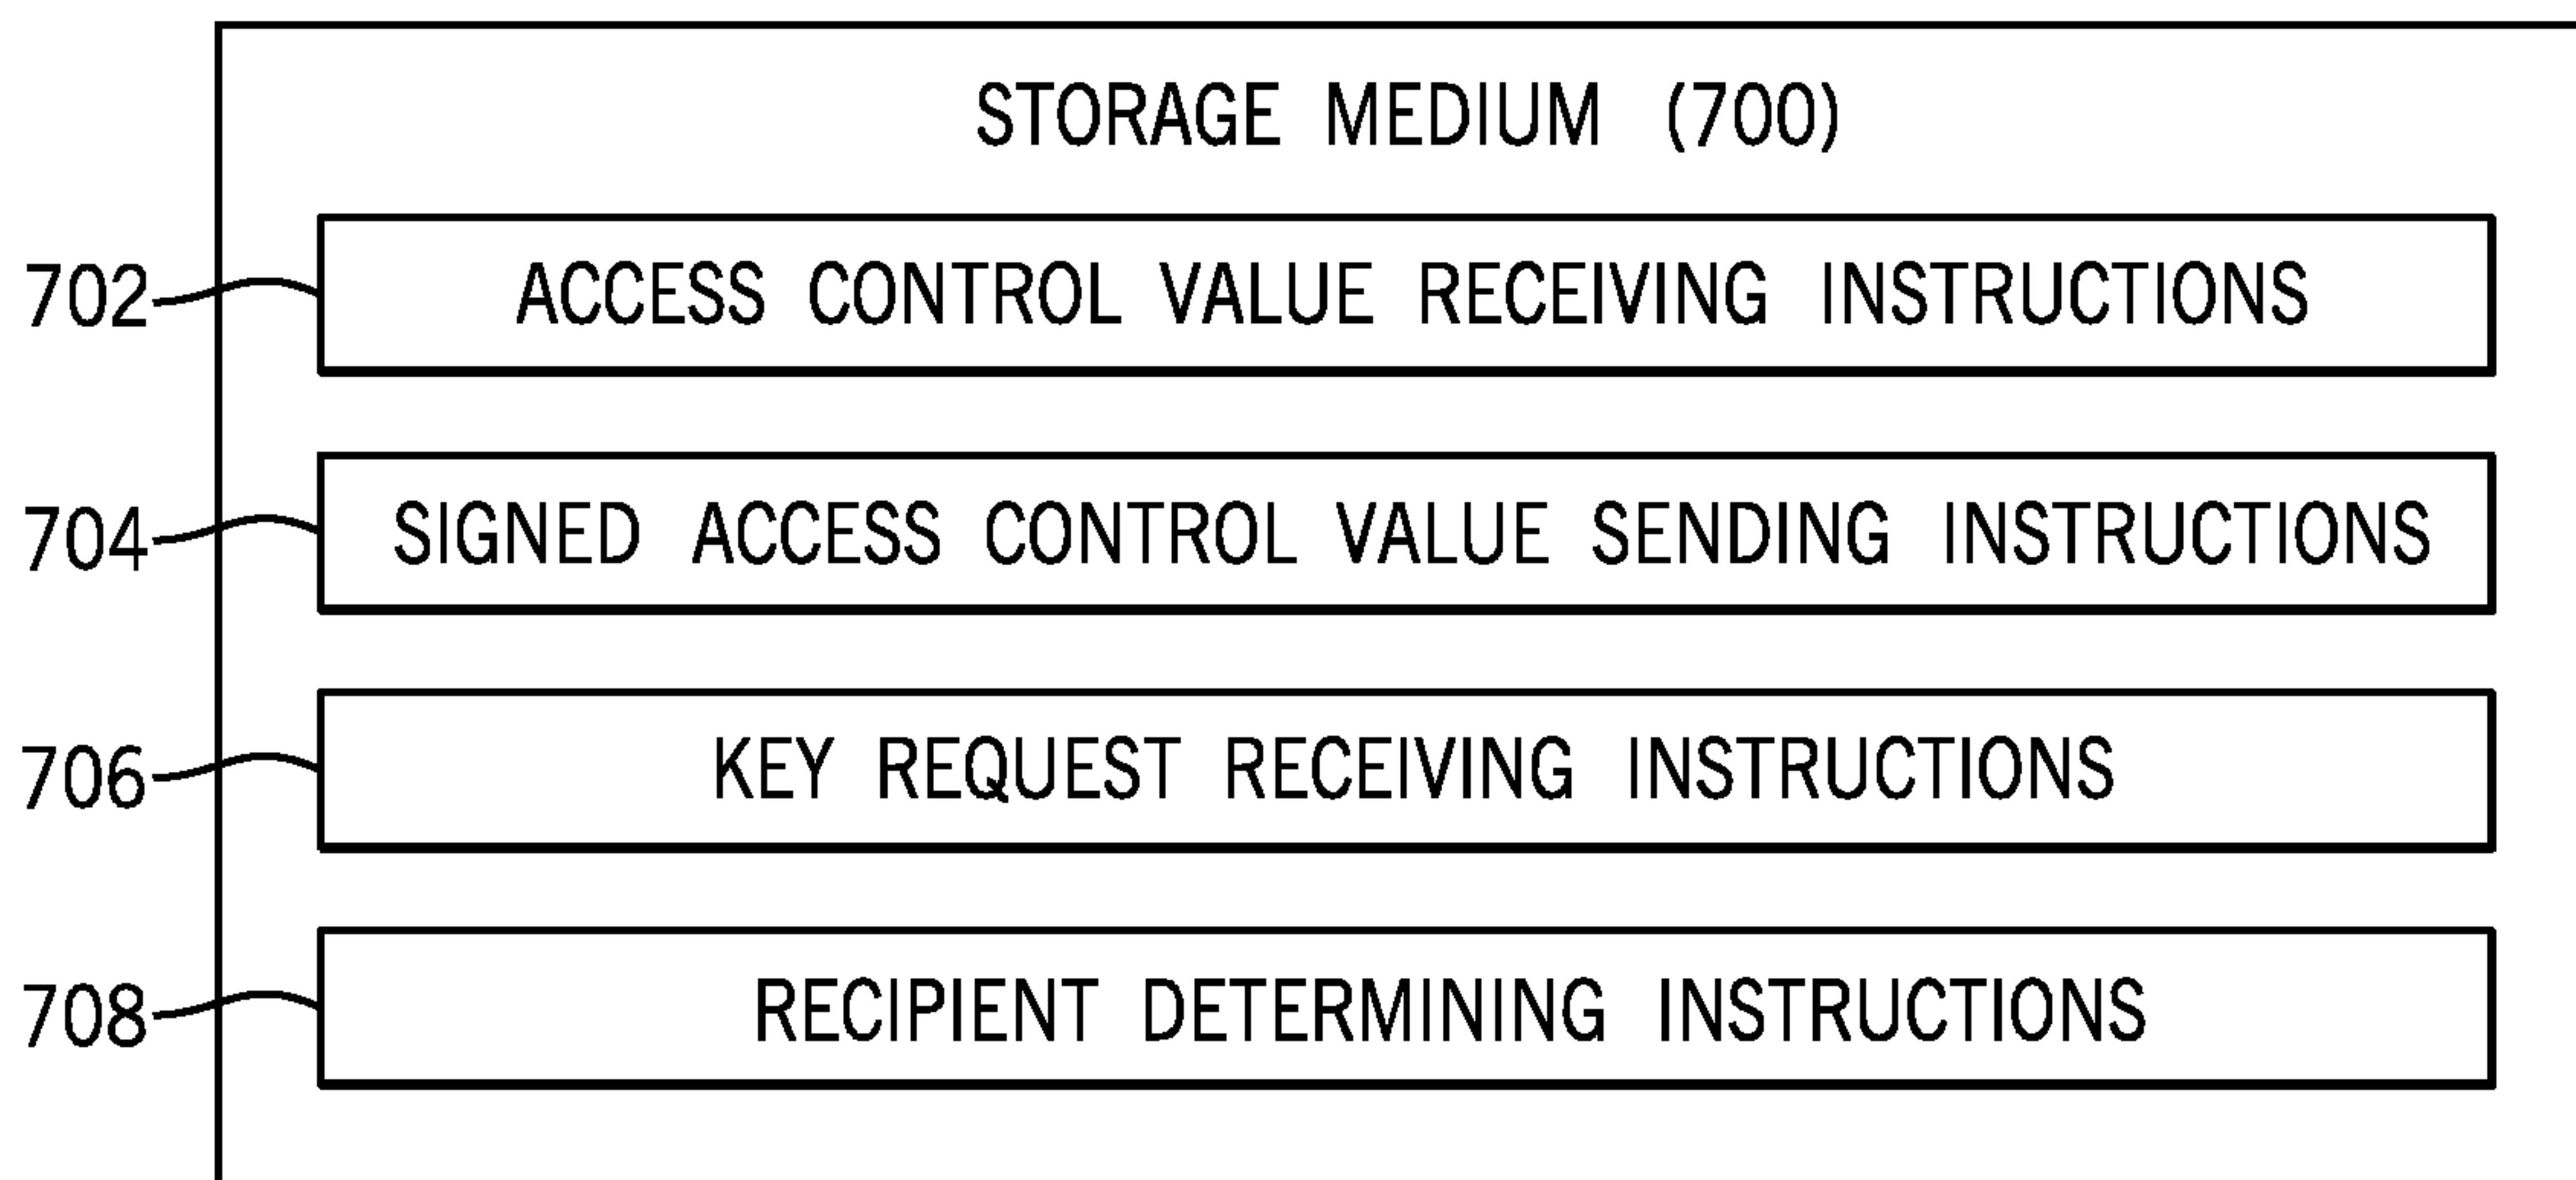 STORAGE MEDIUM (700)
702 ACCESS CONTROL VALUE RECEIVING INSTRUCTIONS
704 SIGNED ACCESS CONTROL VALUE SENDING INSTRUCTIONS
706 KEY REQUEST RECEIVING INSTRUCTIONS
708 RECIPIENT DETERMINING INSTRUCTIONS